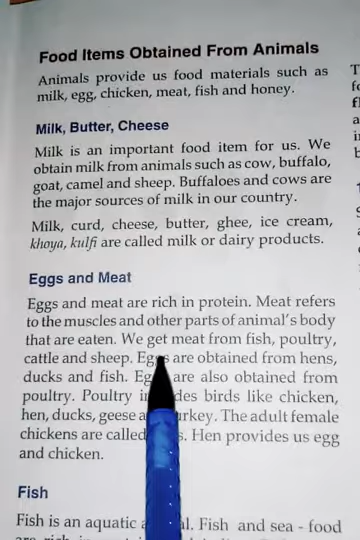 Food Items Obtained From Animals
Animals provide us food materials such as
milk, egg, chicken, meat, fish and honey.
Milk, Butter, Cheese
Milk is an important food item for us. We
obtain milk from animals such as cow, buffalo,
goat, camel and sheep. Buffaloes and cows are
the major sources of milk in our country.
Milk, curd, cheese, butter, ghee, ice cream,
khoya, kulfi are called milk or dairy products.
Eggs and Meat
Eggs and meat are rich in protein. Meat refers
to the muscles and other parts of animal's body
that are eaten. We get meat from fish, poultry,
cattle and sheep. Eggs are obtained from hens,
ducks and fish. Eg are also obtained from
poultry. Poultry in des birds like chicken,
hen, ducks, geese a urkey. The adult female
chickens are called s. Hen provides us egg
and chicken.
Fish
Fish is an aquatic a al. Fish and sea - food